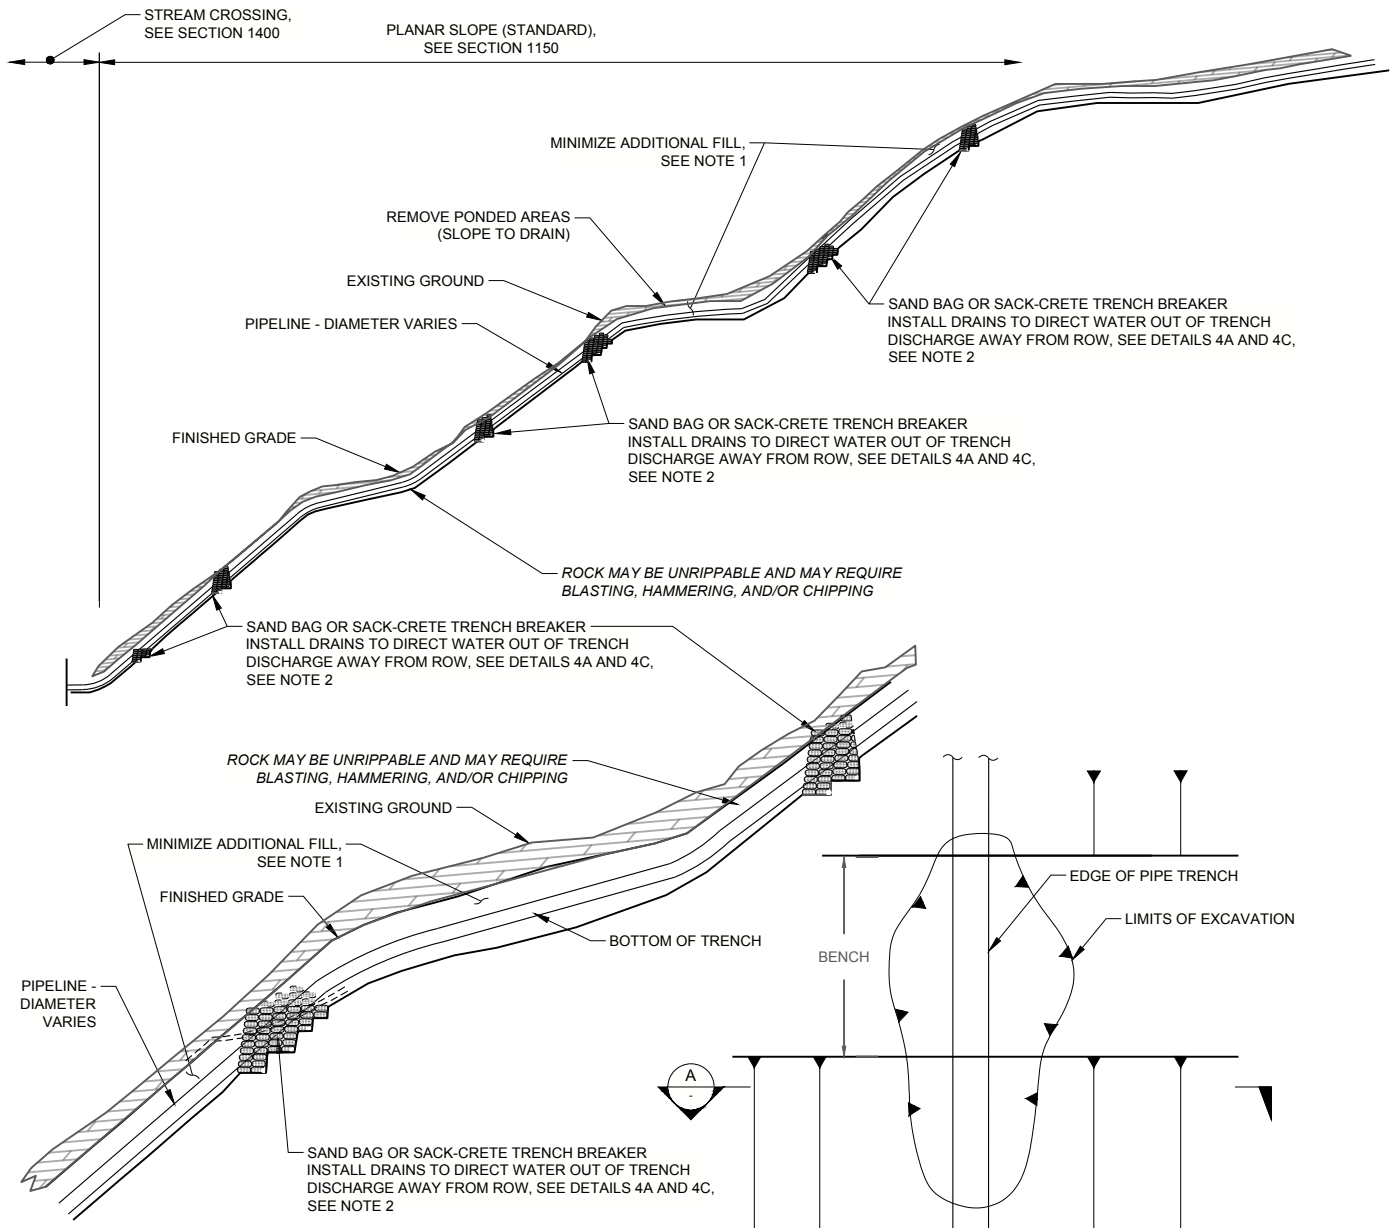 STREAM CROSSING,
SEE SECTION 1400
PLANAR SLOPE (STANDARD),
SEE SECTION 1150
MINIMIZE ADDITIONAL FILL,
SEE NOTE 1
REMOVE PONDED AREAS
(SLOPE TO DRAIN)
EXISTING GROUND
PIPELINE - DIAMETER VARIES
SAND BAG OR SACK-CRETE TRENCH BREAKER
INSTALL DRAINS TO DIRECT WATER OUT OF TRENCH
DISCHARGE AWAY FROM ROW, SEE DETAILS 4A AND 4C,
SEE NOTE 2
FINISHED GRADE
SAND BAG OR SACK-CRETE TRENCH BREAKER
INSTALL DRAINS TO DIRECT WATER OUT OF TRENCH
DISCHARGE AWAY FROM ROW, SEE DETAILS 4A AND 4C,
SEE NOTE 2
ROCK MAY BE UNRIPPABLE AND MAY REQUIRE
BLASTING, HAMMERING, AND/OR CHIPPING
SAND BAG OR SACK-CRETE TRENCH BREAKER
INSTALL DRAINS TO DIRECT WATER OUT OF TRENCH
DISCHARGE AWAY FROM ROW, SEE DETAILS 4A AND 4C,
SEE NOTE 2
ROCK MAY BE UNRIPPABLE AND MAY REQUIRE
BLASTING, HAMMERING, AND/OR CHIPPING
EXISTING GROUND
MINIMIZE ADDITIONAL FILL,
SEE NOTE 1
FINISHED GRADE
BOTTOM OF TRENCH
PIPELINE -
DIAMETER
VARIES
SAND BAG OR SACK-CRETE TRENCH BREAKER
INSTALL DRAINS TO DIRECT WATER OUT OF TRENCH
DISCHARGE AWAY FROM ROW, SEE DETAILS 4A AND 4C,
SEE NOTE 2
EDGE OF PIPE TRENCH
LIMITS OF EXCAVATION
BENCH
A
-